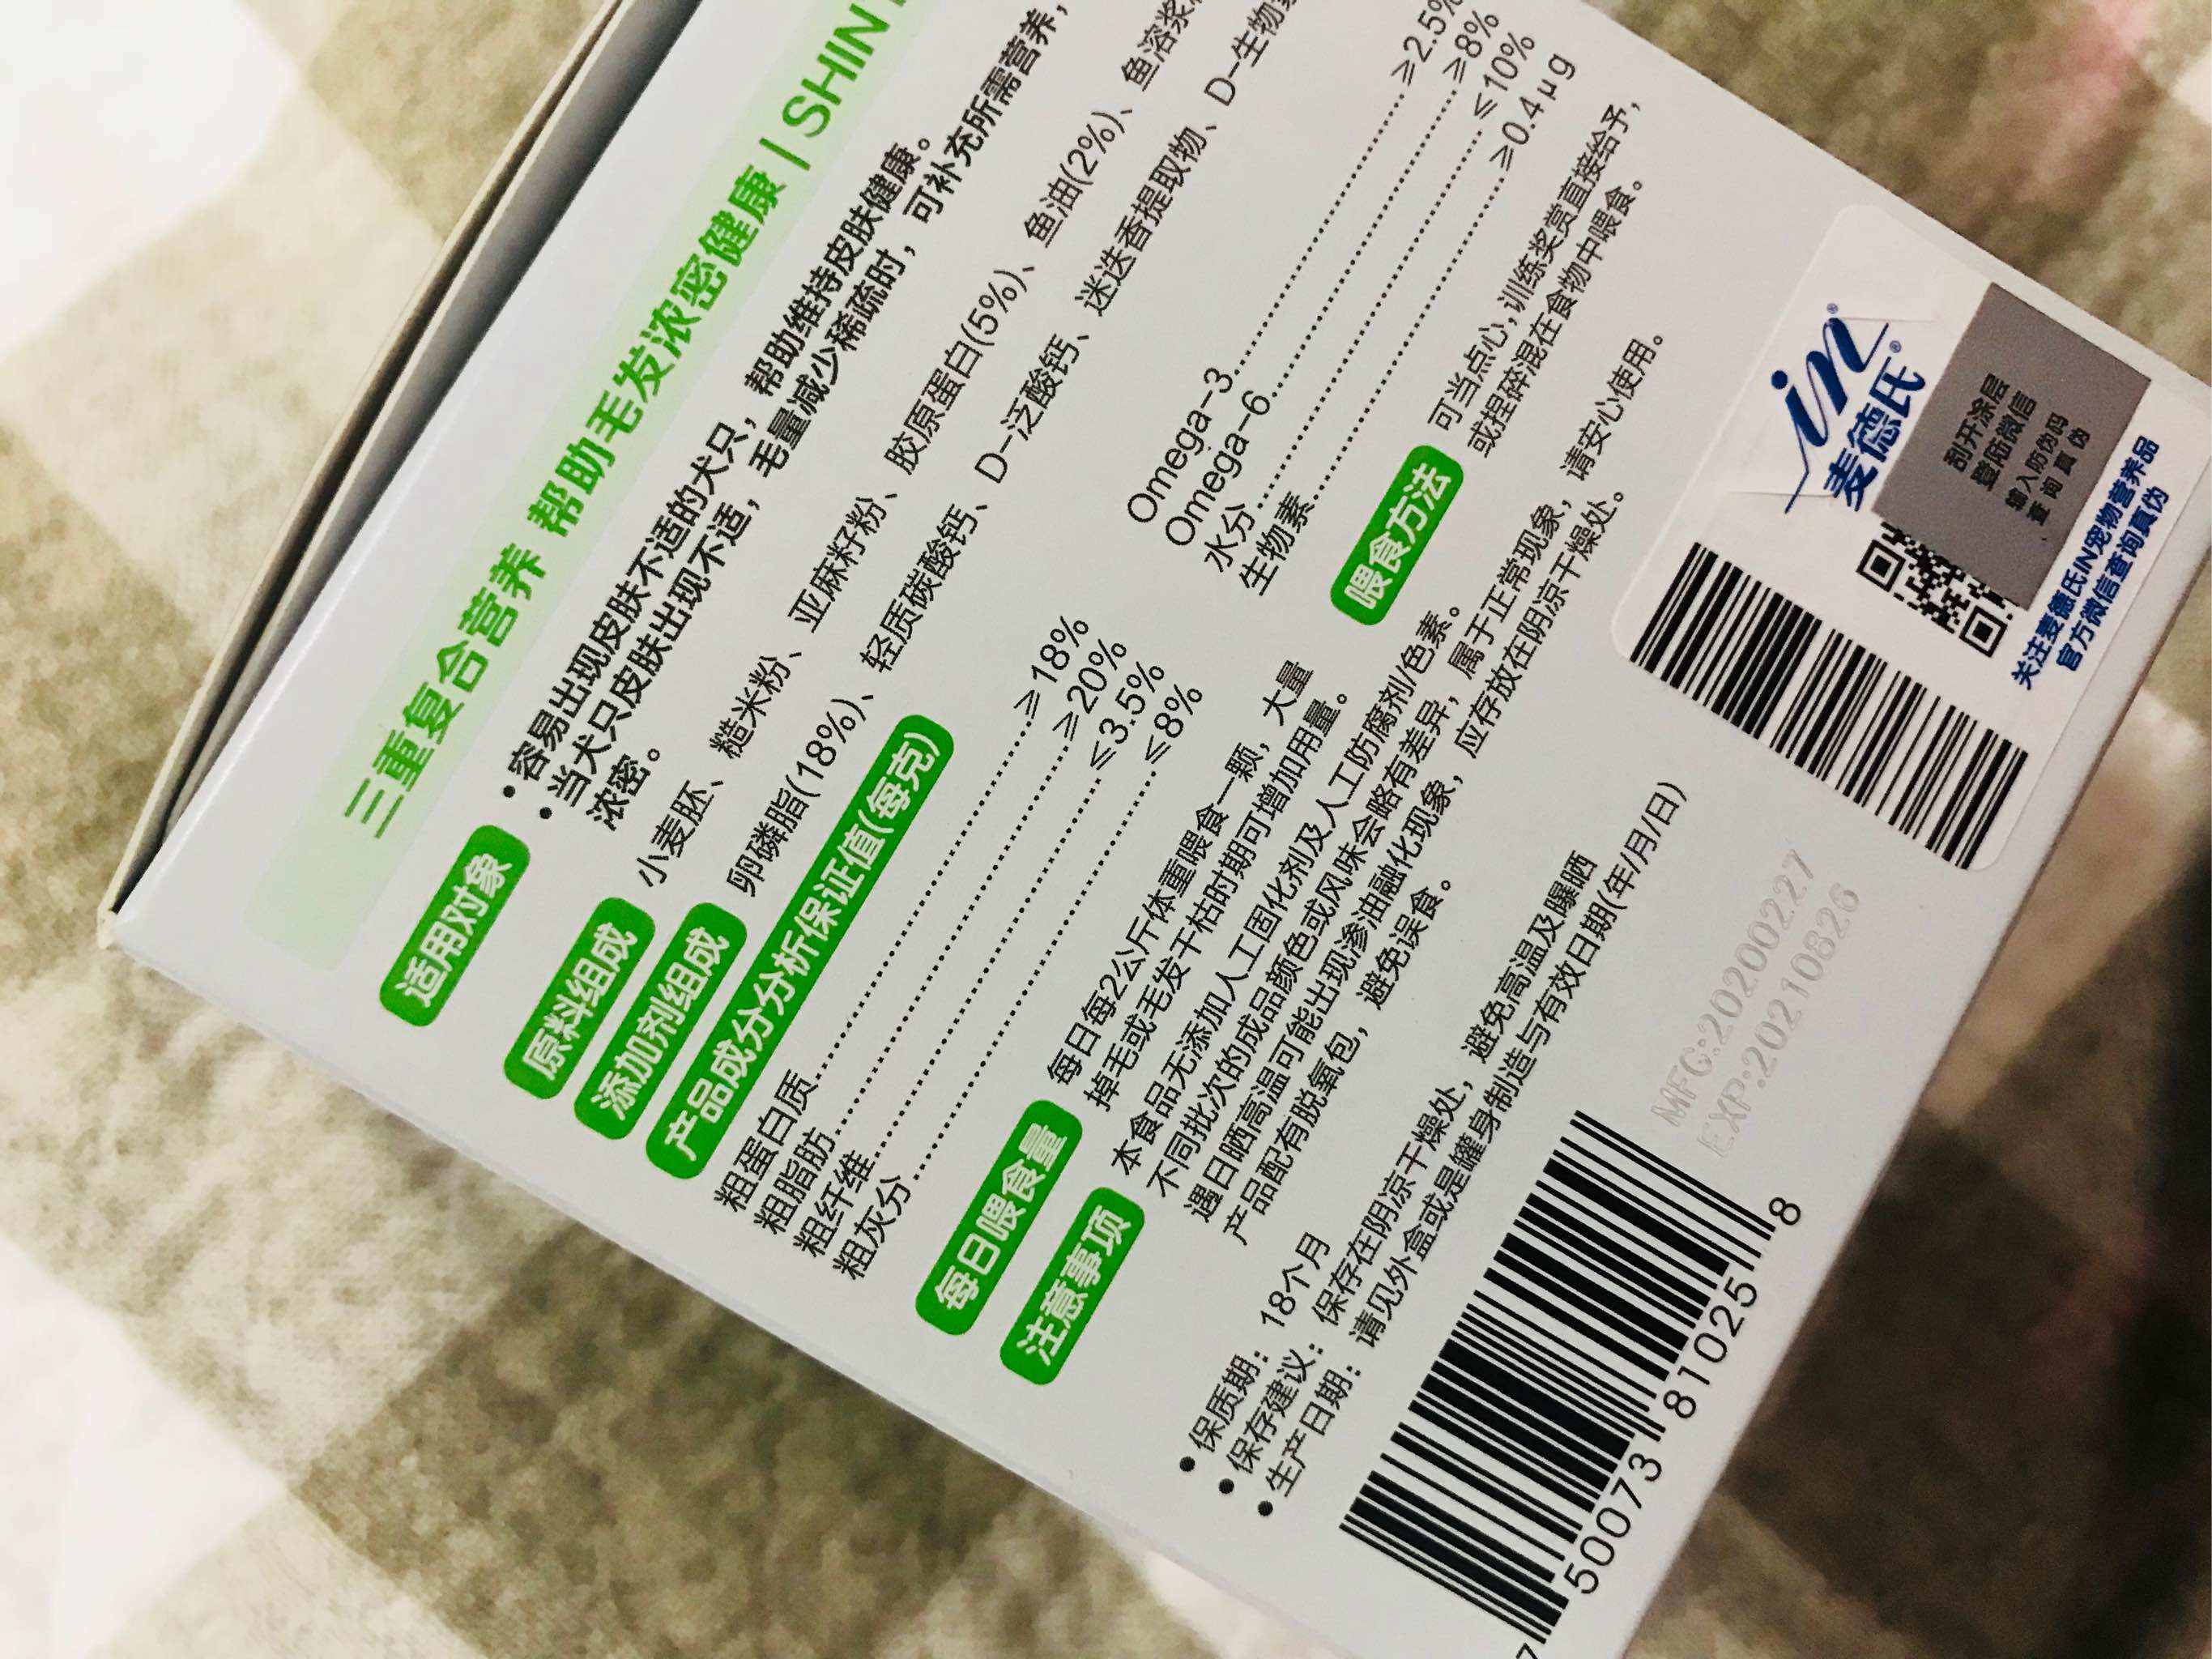 三重复合营养 帮助毛发浓密健康 | SHIN
适用对象
• 容易出现皮肤不适的犬只，帮助维持皮肤健康。
• 当犬只皮肤出现不适，毛量减少稀疏时，可补充所需营养，
浓密。
原料组成
小麦胚、糙米粉、亚麻籽粉、胶原蛋白(5%)、鱼油(2%)、鱼溶浆
添加剂组成
卵磷脂(18%)、轻质碳酸钙、D-泛酸钙、迷迭香提取物、D-生物素
产品成分分析保证值(每克)
粗蛋白质 ≥18%
粗脂肪 ≥20%
粗纤维 ≤3.5%
粗灰分 ≤8%
Omega-3 ≥2.5%
Omega-6 ≥8%
水分 ≤10%
生物素 ≥0.4μg
每日喂食量
每日每2公斤体重喂食一颗，大量
掉毛或毛发干枯时期可增加用量。
喂食方法
可当点心,训练奖赏直接给予,
或捏碎混在食物中喂食。
注意事项
本食品无添加人工固化剂及人工防腐剂/色素。
不同批次的成品颜色或风味会略有差异，属于正常现象，请安心使用。
遇日晒高温可能出现渗油融化现象，应存放在阴凉干燥处。
产品配有脱氧包，避免误食。
• 保质期：18个月
• 保存建议：保存在阴凉干燥处，避免高温及曝晒
• 生产日期：请见外盒或是罐身制造与有效日期(年/月/日)
MFG:20200227
EXP:20210826
7 50073 81025 8
in®
麦德氏®
刮开涂层
登陆微信
输入防伪码
查询真伪
关注麦德氏IN宠物营养品
官方微信查询真伪